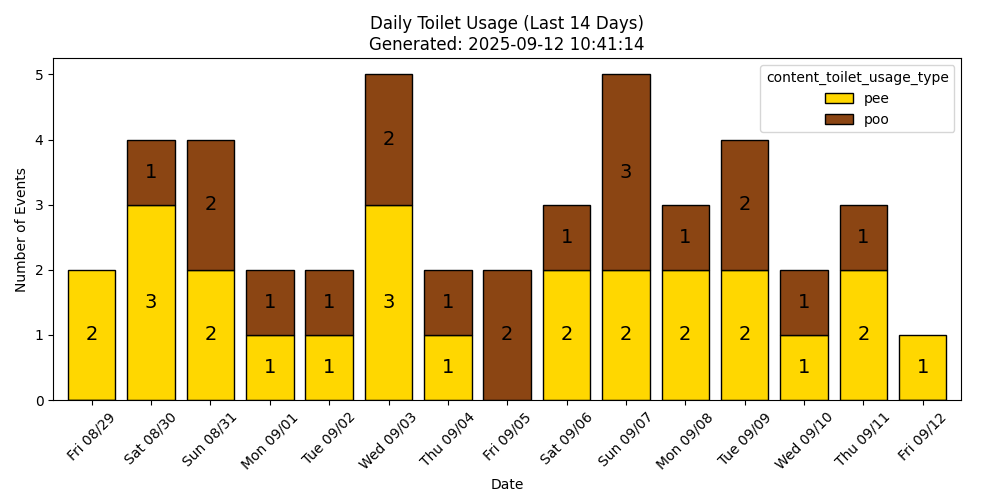 Daily Toilet Usage (Last 14 Days)
Generated: 2025-09-12 10:41:14
content_toilet_usage_type
pee
poo
Number of Events
5
4
3
2
1
0
2
3
1
2
2
1
1
1
1
3
2
1
1
2
2
1
2
3
2
1
2
2
1
1
2
1
1
Fri 08/29
Sat 08/30
Sun 08/31
Mon 09/01
Tue 09/02
Wed 09/03
Thu 09/04
Fri 09/05
Sat 09/06
Sun 09/07
Mon 09/08
Tue 09/09
Wed 09/10
Thu 09/11
Fri 09/12
Date